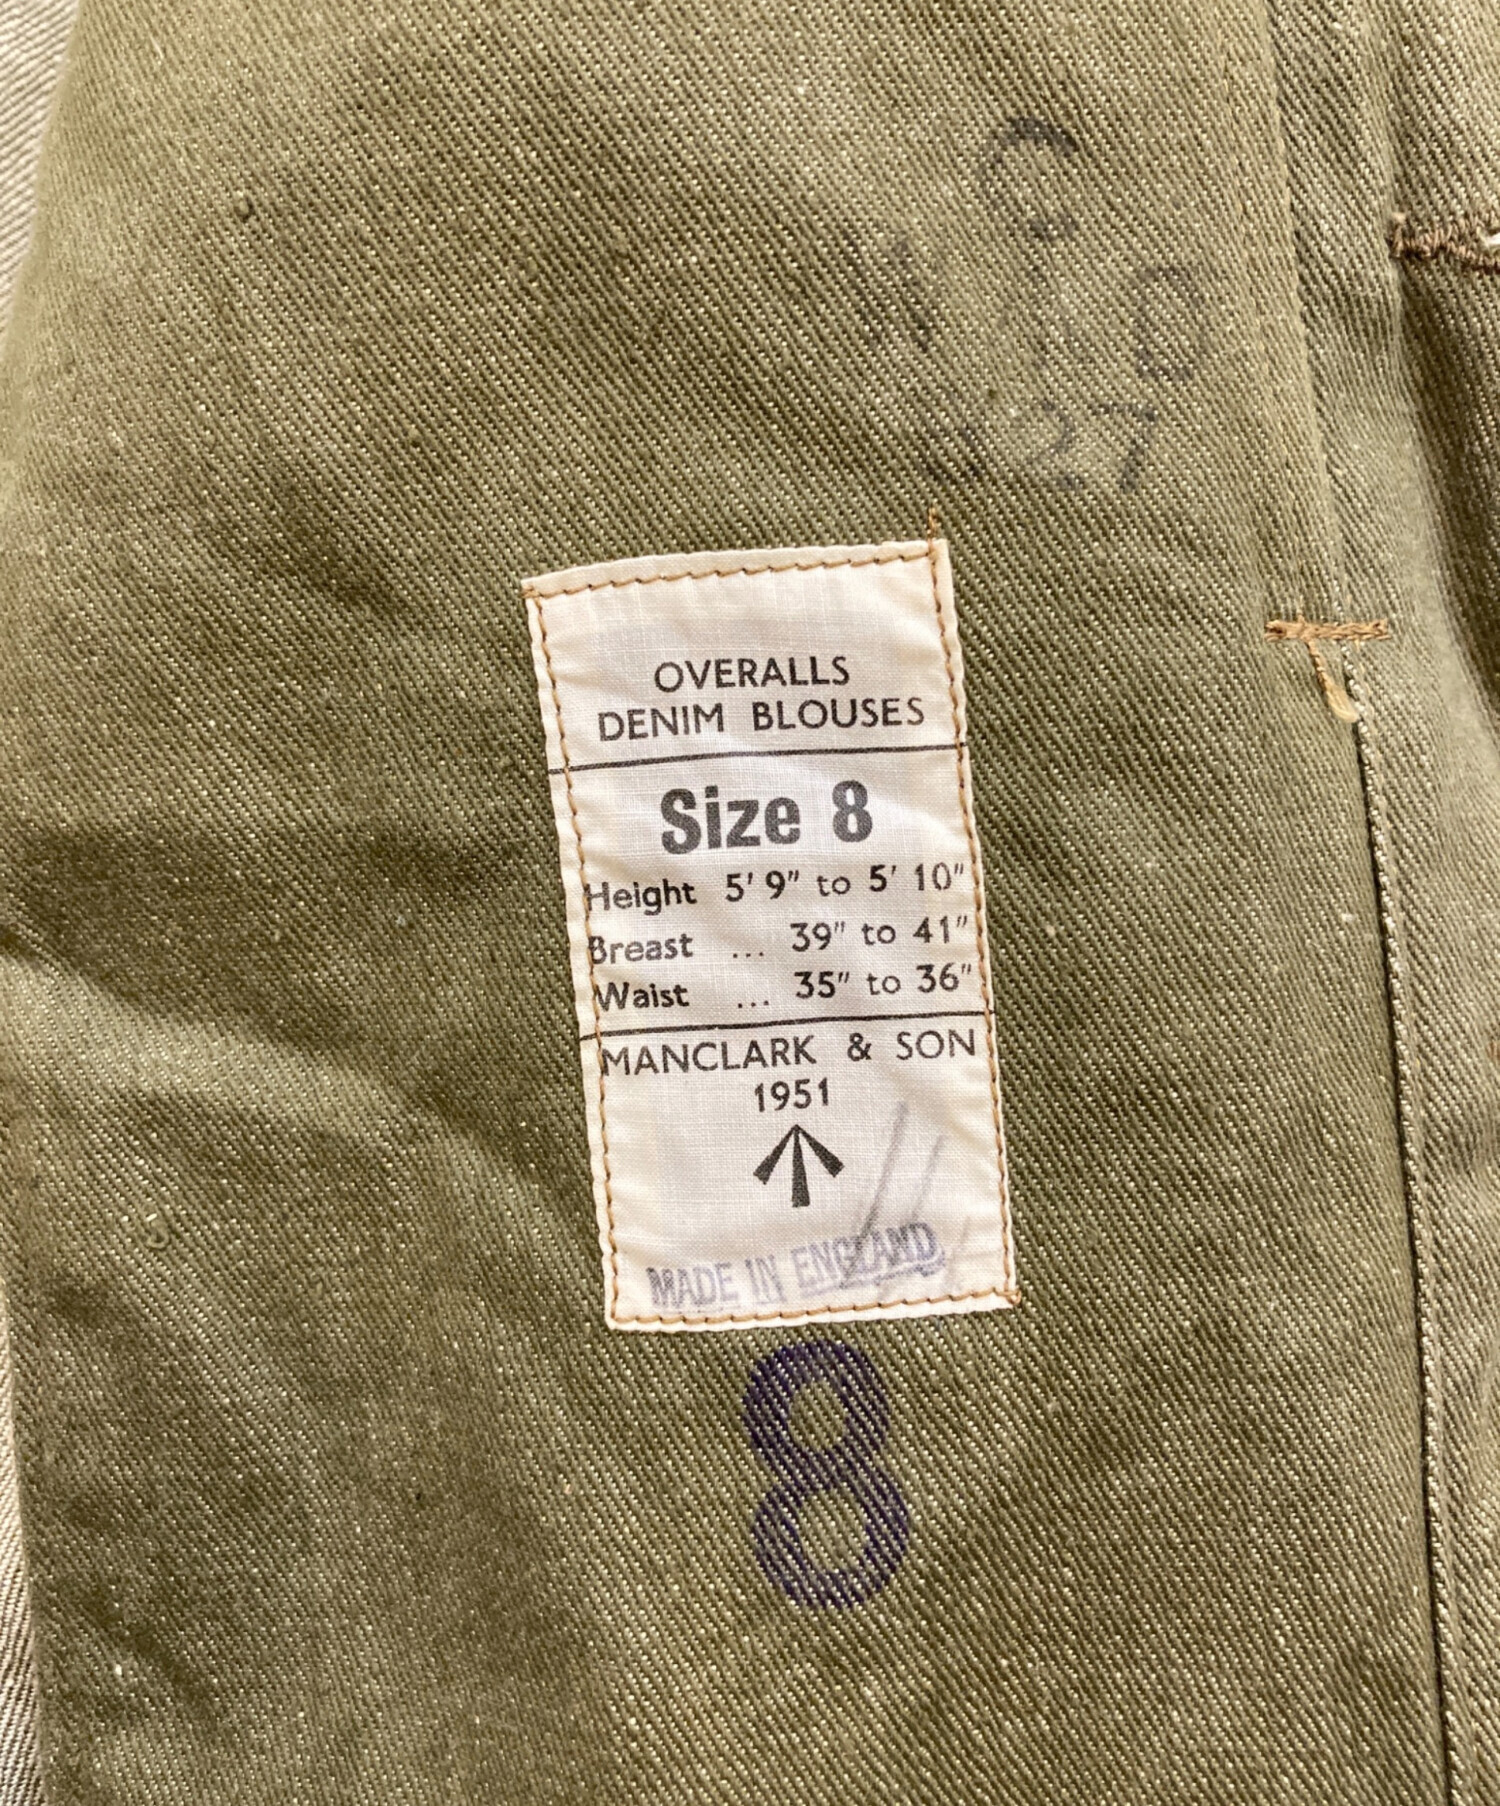 C
D
827
OVERALLS
DENIM BLOUSES
Size 8
Height 5' 9" to 5' 10"
Breast ... 39" to 41"
Waist ... 35" to 36"
MANCLARK & SON
1951
MADE IN ENGLAND
8